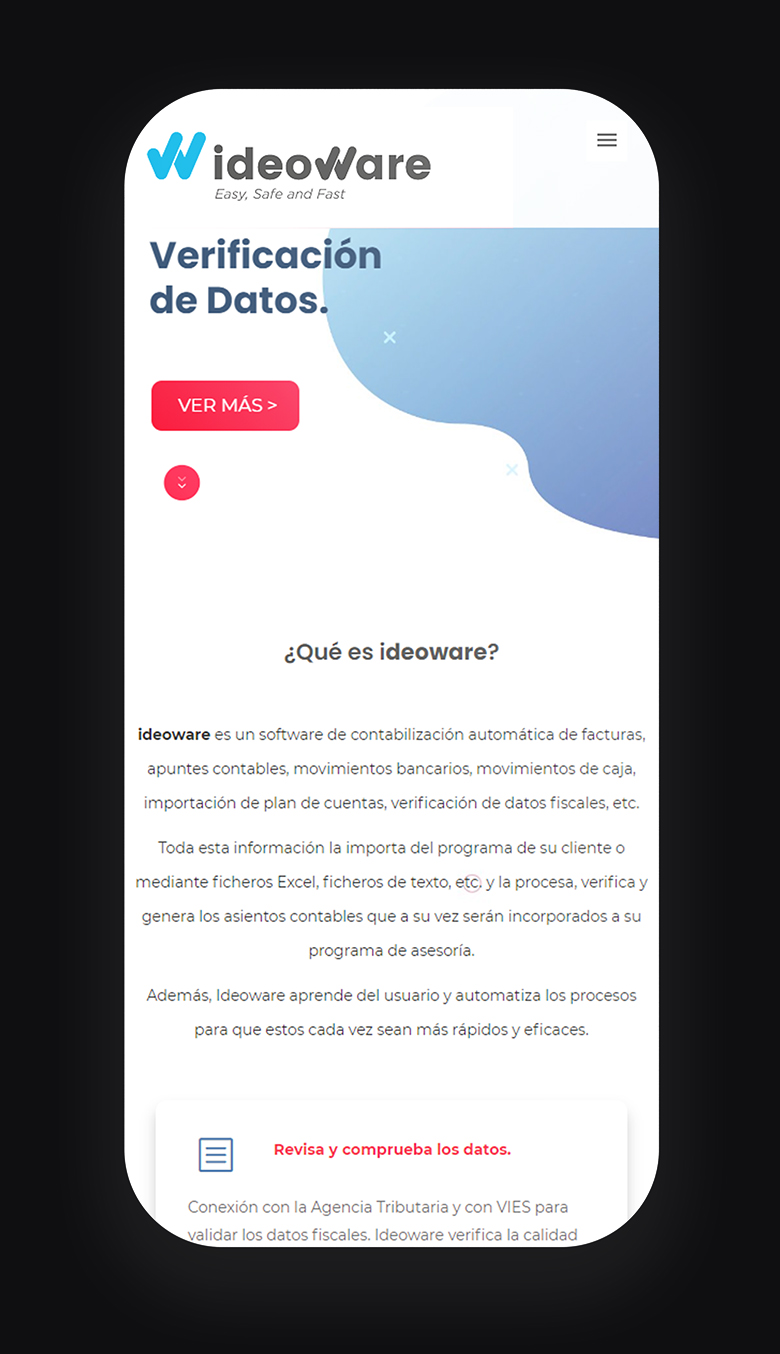 ideoware
Easy, Safe and Fast
Verificación
de Datos.
VER MÁS >
¿Qué es ideoware?
ideoware es un software de contabilización automática de facturas,
apuntes contables, movimientos bancarios, movimientos de caja,
importación de plan de cuentas, verificación de datos fiscales, etc.
Toda esta información la importa del programa de su cliente o
mediante ficheros Excel, ficheros de texto, etc. y la procesa, verifica y
genera los asientos contables que a su vez serán incorporados a su
programa de asesoría.
Además, Ideoware aprende del usuario y automatiza los procesos
para que estos cada vez sean más rápidos y eficaces.
Revisa y comprueba los datos.
Conexión con la Agencia Tributaria y con VIES para
validar los datos fiscales. Ideoware verifica la calidad